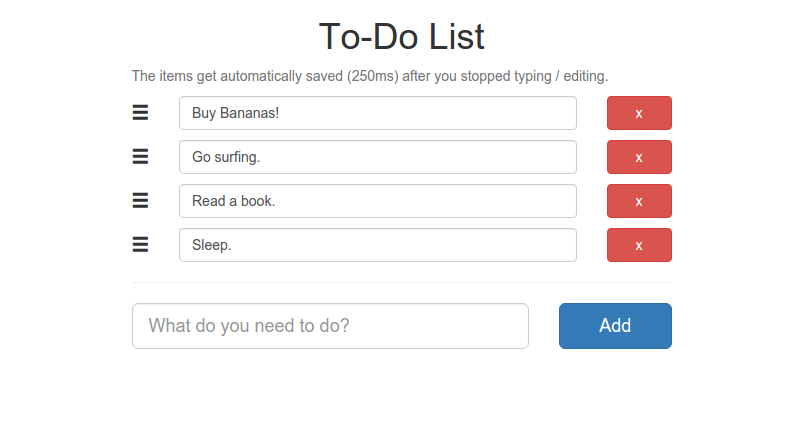 To-Do List
The items get automatically saved (250ms) after you stopped typing / editing.
Buy Bananas! x
Go surfing. x
Read a book. x
Sleep. x
What do you need to do? Add